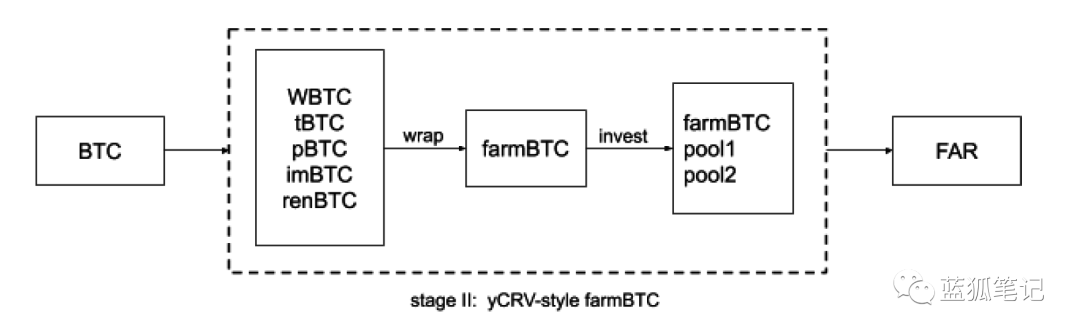 BTC
WBTC
tBTC
pBTC
imBTC
renBTC
wrap
farmBTC
invest
farmBTC
pool1
pool2
FAR
stage II: yCRV-style farmBTC
蓝狐笔记